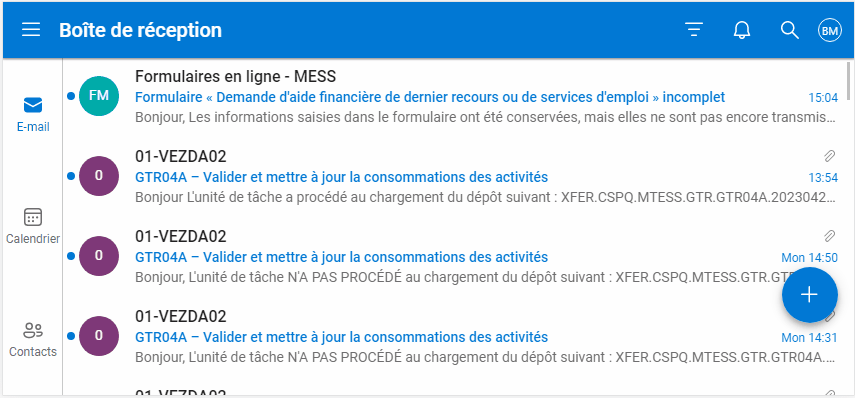 Boîte de réception
BM
E-mail
Calendrier
Contacts
FM
Formulaires en ligne - MESS
Formulaire « Demande d'aide financière de dernier recours ou de services d'emploi » incomplet
15:04
Bonjour, Les informations saisies dans le formulaire ont été conservées, mais elles ne sont pas encore transmis...
0
01-VEZDA02
GTR04A – Valider et mettre à jour la consommations des activités
13:54
Bonjour L'unité de tâche a procédé au chargement du dépôt suivant : XFER.CSPQ.MTESS.GTR.GTR04A.2023042...
0
01-VEZDA02
GTR04A – Valider et mettre à jour la consommations des activités
Mon 14:50
Bonjour, L'unité de tâche N'A PAS PROCÉDÉ au chargement du dépôt suivant : XFER.CSPQ.MTESS.GTR.GT
0
01-VEZDA02
GTR04A – Valider et mettre à jour la consommations des activités
Mon 14:31
Bonjour, L'unité de tâche N'A PAS PROCÉDÉ au chargement du dépôt suivant : XFER.CSPQ.MTESS.GTR.GTR04A....
01-VEZDA02